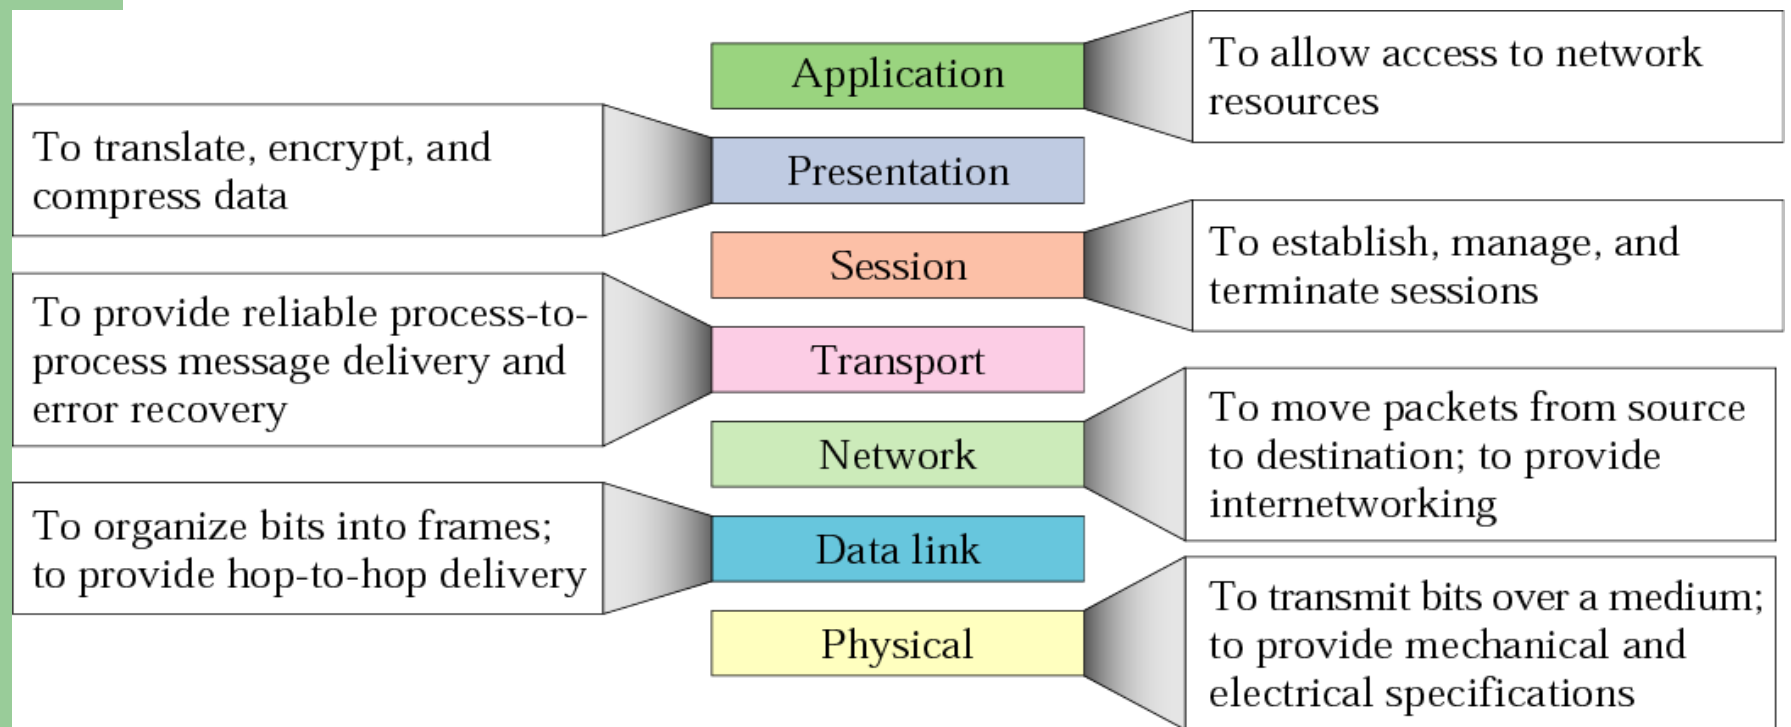 Application
To allow access to network
resources
To translate, encrypt, and
compress data
Presentation
Session
To establish, manage, and
terminate sessions
To provide reliable process-to-
process message delivery and
error recovery
Transport
Network
To move packets from source
to destination; to provide
internetworking
To organize bits into frames;
to provide hop-to-hop delivery
Data link
Physical
To transmit bits over a medium;
to provide mechanical and
electrical specifications